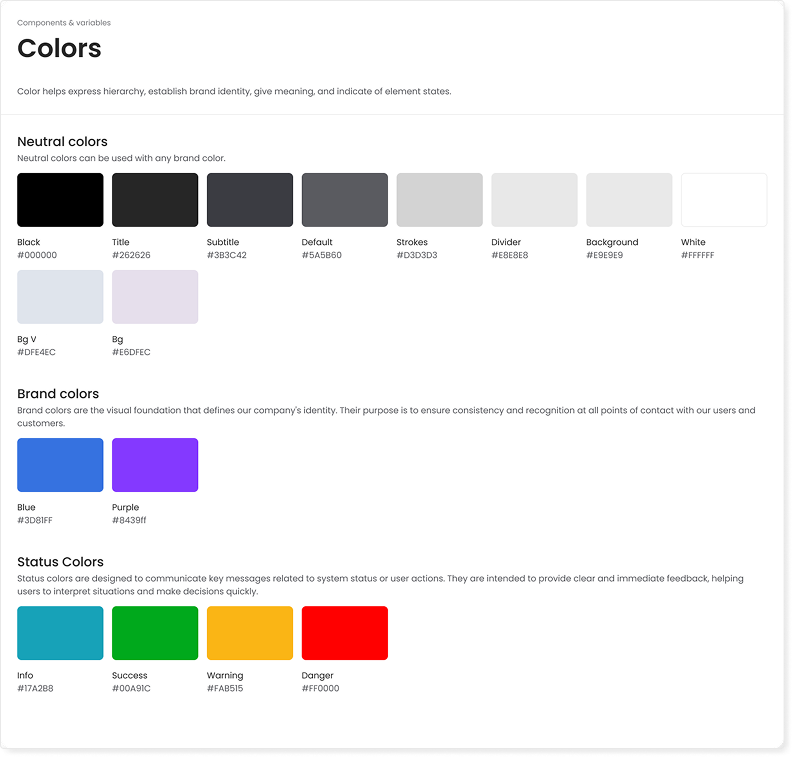 Components & variables
Colors
Color helps express hierarchy, establish brand identity, give meaning, and indicate of element states.
Neutral colors
Neutral colors can be used with any brand color.
Black Title Subtitle Default Strokes Divider Background White
#000000 #262626 #3B3C42 #5A5B60 #D3D3D3 #E8E8E8 #E9E9E9 #FFFFFF
Bg V Bg
#DFE4EC #E6DFEC
Brand colors
Brand colors are the visual foundation that defines our company's identity. Their purpose is to ensure consistency and recognition at all points of contact with our users and
customers.
Blue Purple
#3D81FF #8439ff
Status Colors
Status colors are designed to communicate key messages related to system status or user actions. They are intended to provide clear and immediate feedback, helping
users to interpret situations and make decisions quickly.
Info Success Warning Danger
#17A2B8 #00A91C #FAB515 #FF0000